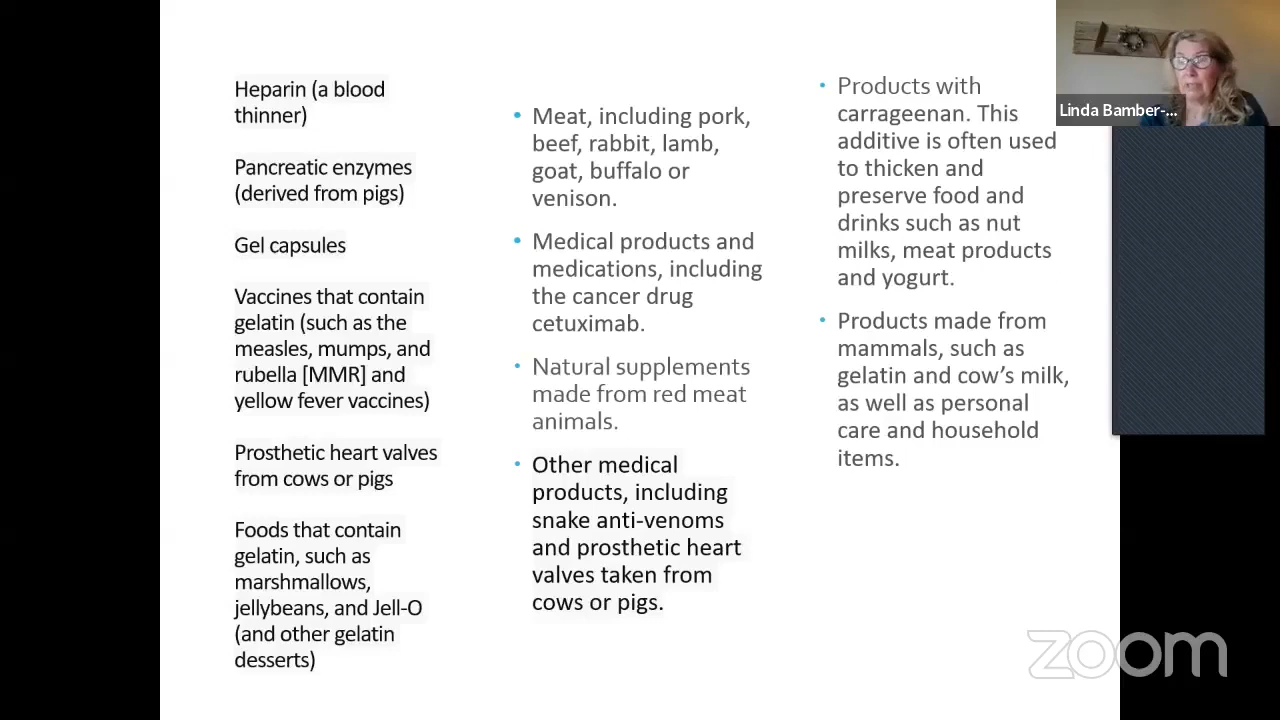 Heparin (a blood
thinner)
Pancreatic enzymes
(derived from pigs)
Gel capsules
Vaccines that contain
gelatin (such as the
measles, mumps, and
rubella [MMR] and
yellow fever vaccines)
Prosthetic heart valves
from cows or pigs
Foods that contain
gelatin, such as
marshmallows,
jellybeans, and Jell-O
(and other gelatin
desserts)
• Meat, including pork,
beef, rabbit, lamb,
goat, buffalo or
venison.
• Medical products and
medications, including
the cancer drug
cetuximab.
• Natural supplements
made from red meat
animals.
• Other medical
products, including
snake anti-venoms
and prosthetic heart
valves taken from
cows or pigs.
• Products with
carrageenan. This
additive is often used
to thicken and
preserve food and
drinks such as nut
milks, meat products
and yogurt.
• Products made from
mammals, such as
gelatin and cow’s milk,
as well as personal
care and household
items.
Linda Bamber-...
zoom